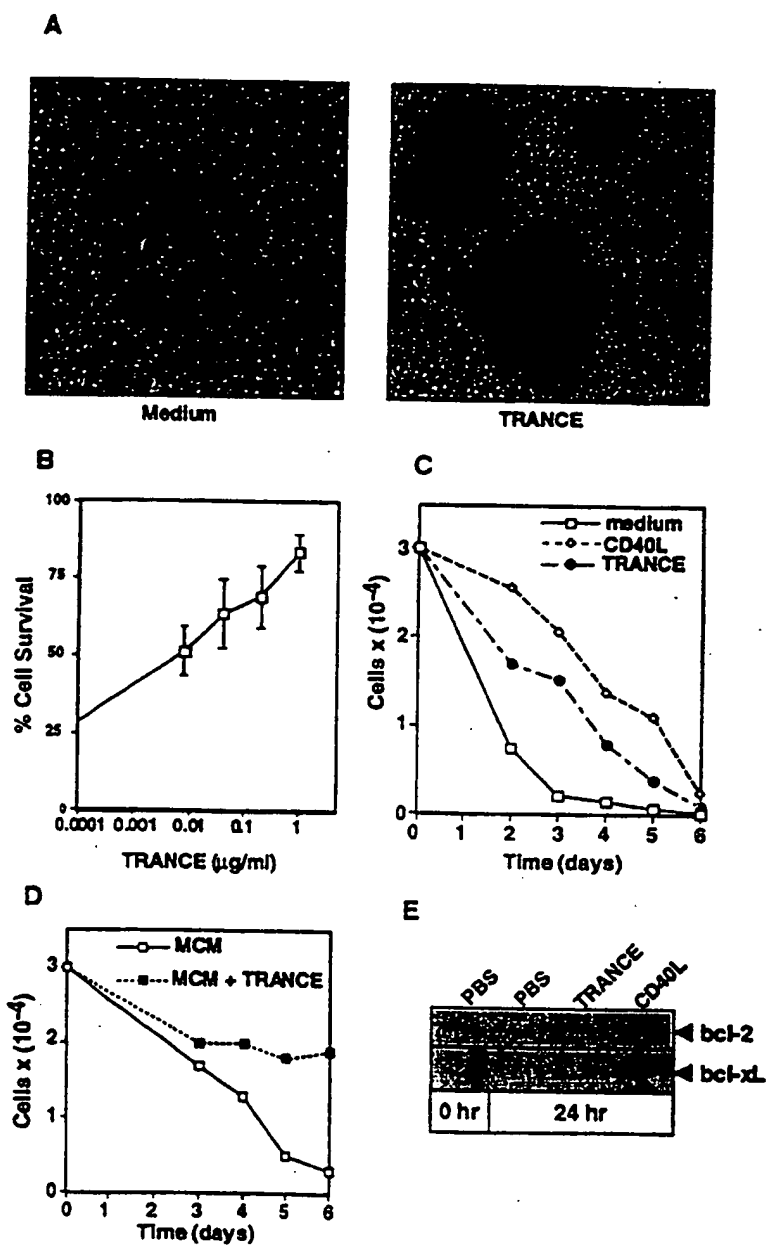 A
Medium
TRANCE
B
100
75
50
25
0
% Cell Survival
0.0001 0.001 0.01 0.1 1
TRANCE (μg/ml)
C
medium
CD40L
TRANCE
3
2
1
0
Cells x (10⁻⁴)
0 1 2 3 4 5 6
Time (days)
D
MCM
MCM + TRANCE
3
2
1
0
Cells x (10⁻⁴)
0 1 2 3 4 5 6
Time (days)
E
PBS PBS TRANCE CD40L
bcl-2
bcl-xL
0 hr 24 hr